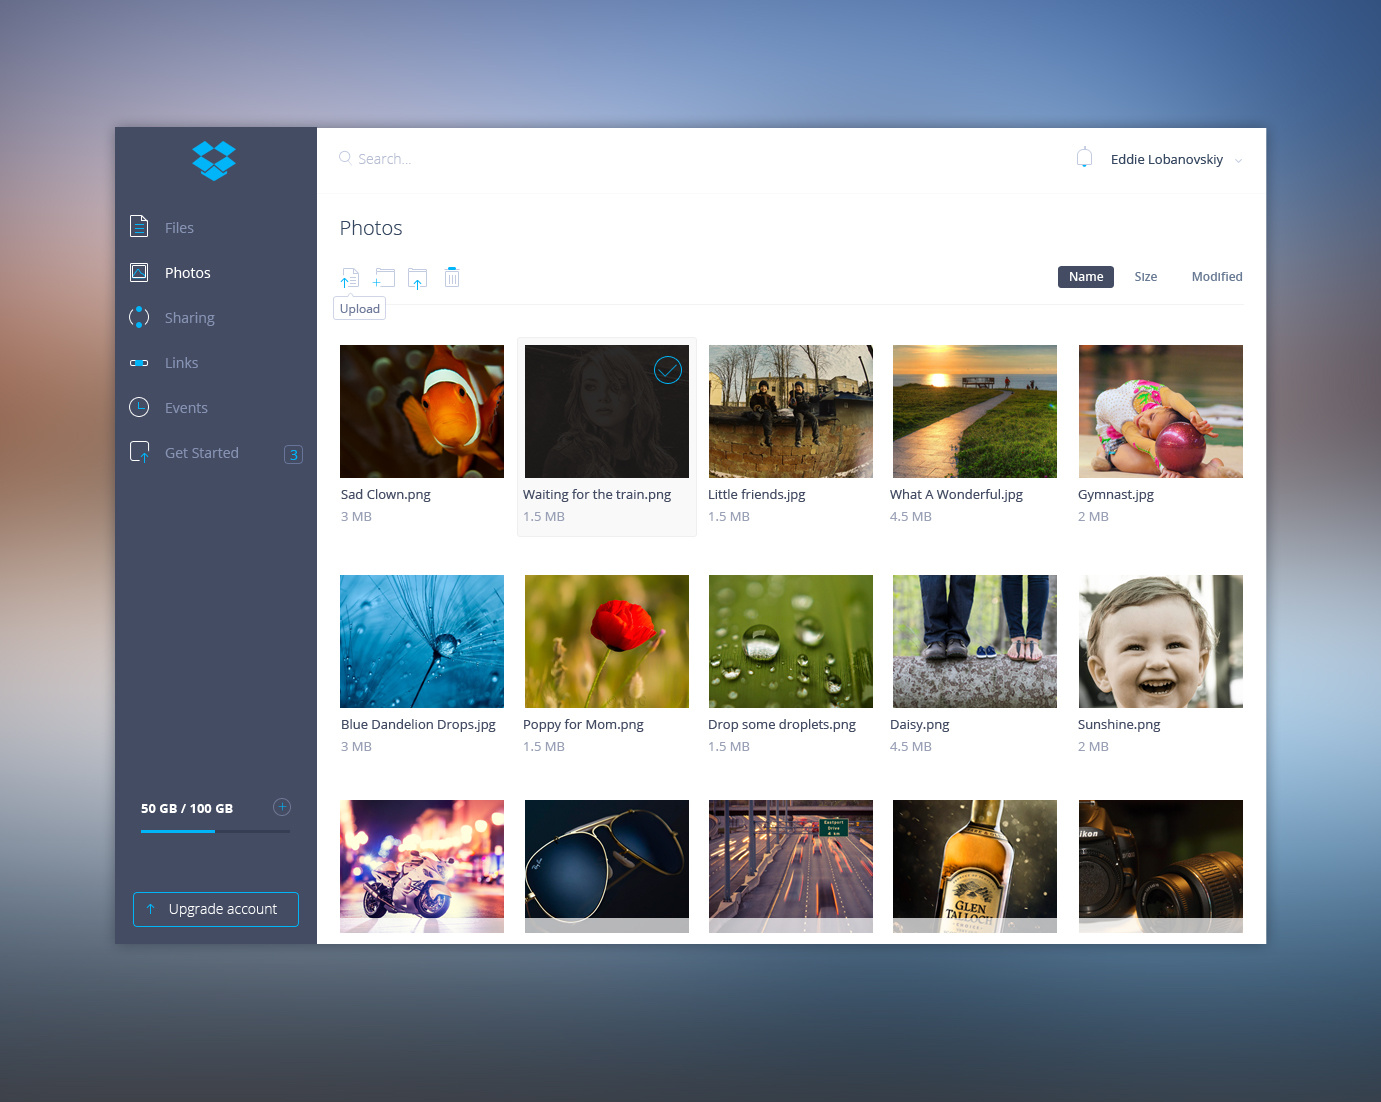 Search...
Eddie Lobanovskiy
Files
Photos
Sharing
Links
Events
Get Started
3
50 GB / 100 GB
Upgrade account
Photos
Name
Size
Modified
Upload
Sad Clown.png
3 MB
Waiting for the train.png
1.5 MB
Little friends.jpg
1.5 MB
What A Wonderful.jpg
4.5 MB
Gymnast.jpg
2 MB
Blue Dandelion Drops.jpg
3 MB
Poppy for Mom.png
1.5 MB
Drop some droplets.png
1.5 MB
Daisy.png
4.5 MB
Sunshine.png
2 MB
Eastport
Drive
GLEN
TALLOCH
Nikon